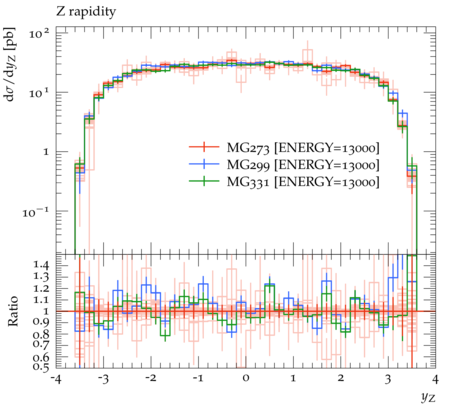 Z rapidity
dσ/dy_Z [pb]
10²
10¹
1
10⁻¹
MG273 [ENERGY=13000]
MG299 [ENERGY=13000]
MG331 [ENERGY=13000]
Ratio
1.4
1.3
1.2
1.1
1
0.9
0.8
0.7
0.6
0.5
-4 -3 -2 -1 0 1 2 3 4
y_Z